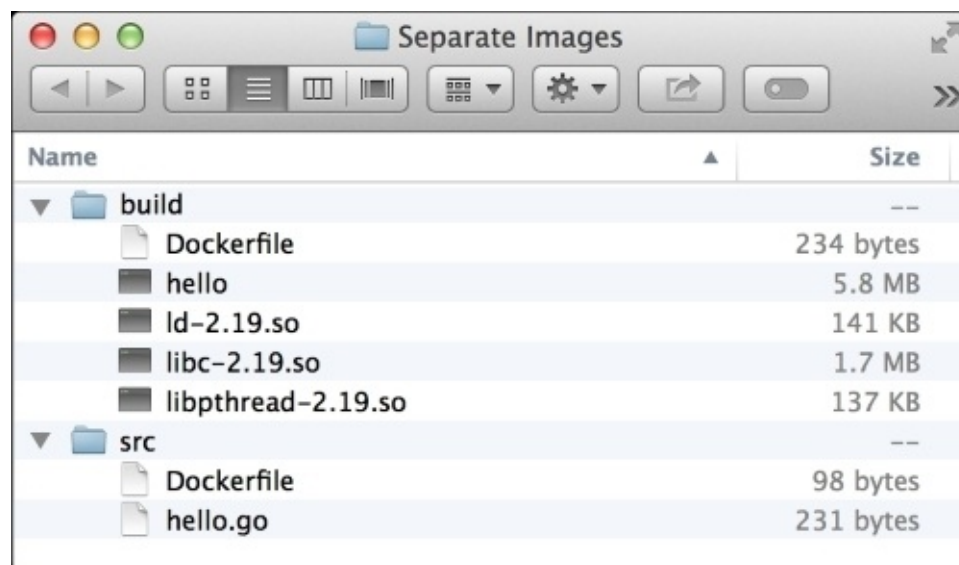 Separate Images
Name Size
build --
Dockerfile 234 bytes
hello 5.8 MB
ld-2.19.so 141 KB
libc-2.19.so 1.7 MB
libpthread-2.19.so 137 KB
src --
Dockerfile 98 bytes
hello.go 231 bytes